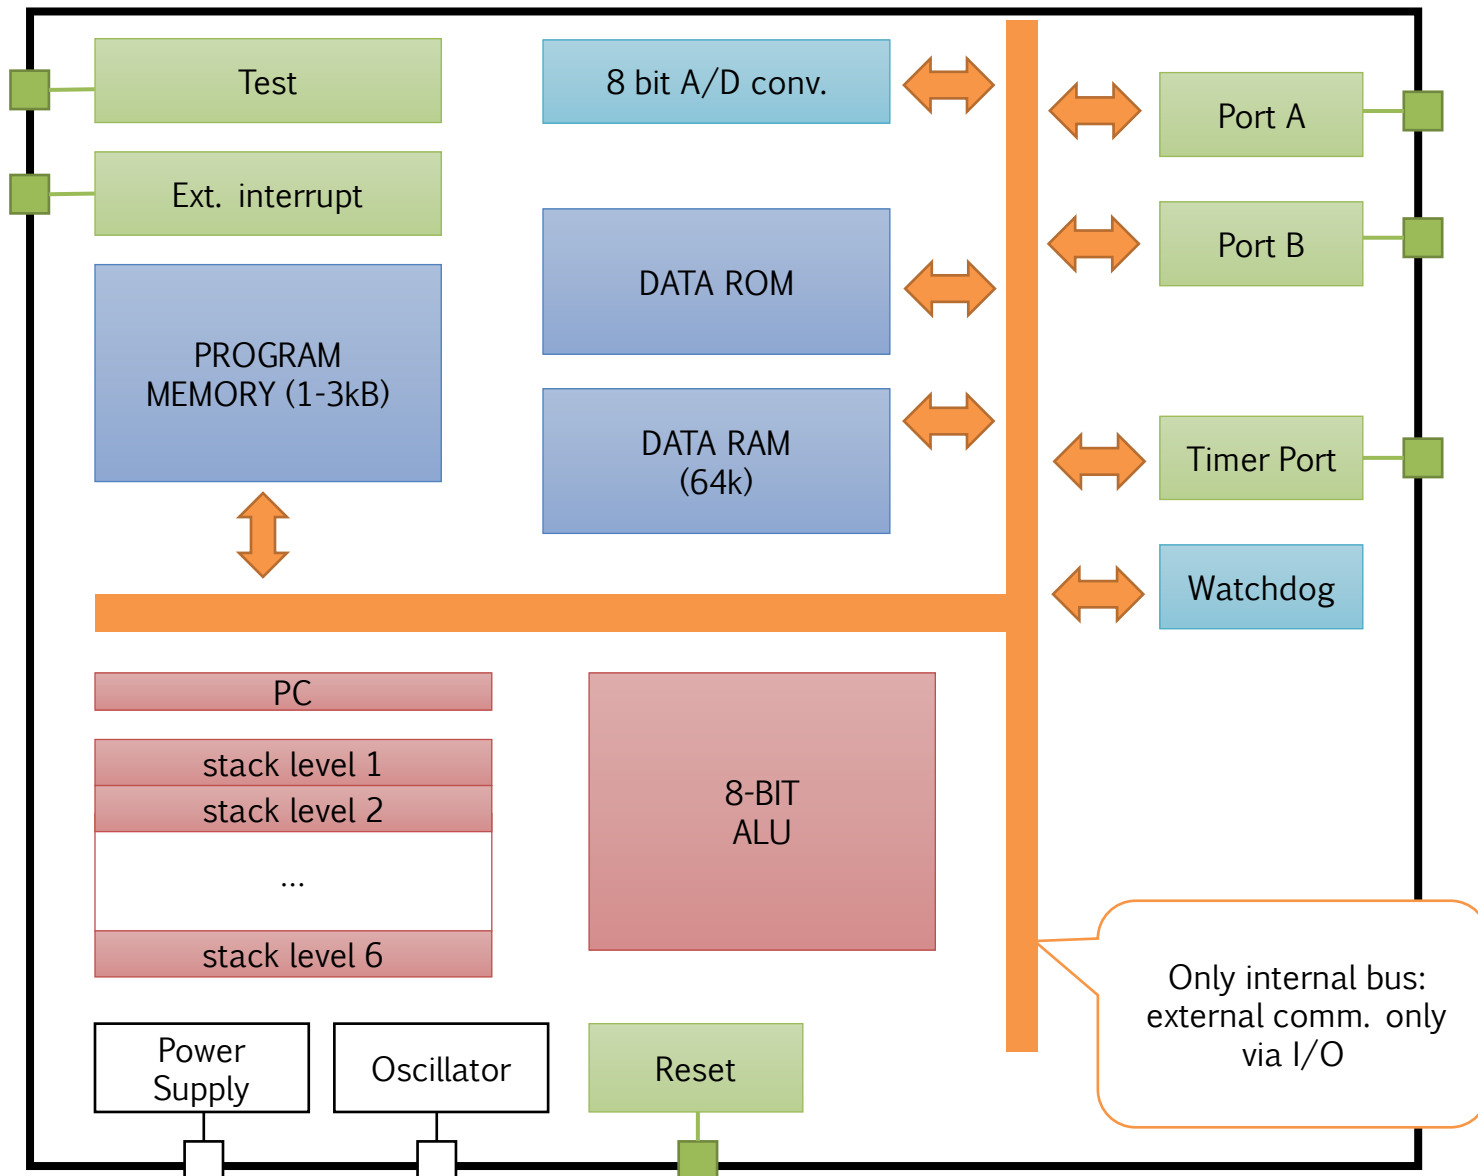 Test
8 bit A/D conv.
Port A
Ext. interrupt
Port B
DATA ROM
PROGRAM
MEMORY (1-3kB)
DATA RAM
(64k)
Timer Port
Watchdog
PC
stack level 1
stack level 2
...
stack level 6
8-BIT
ALU
Only internal bus:
external comm. only
via I/O
Power
Supply
Oscillator
Reset